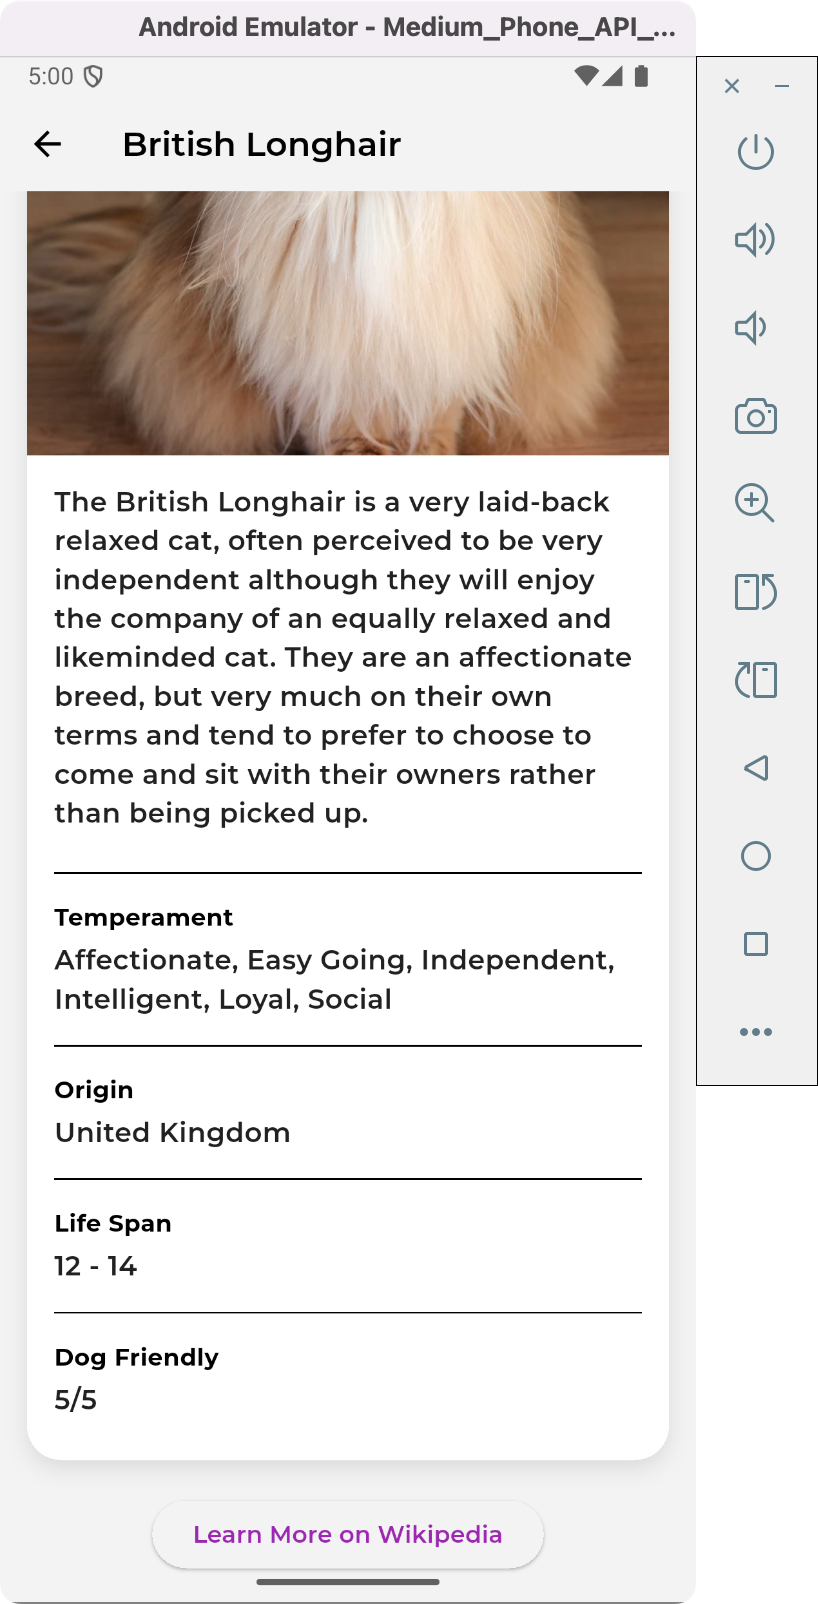 Android Emulator - Medium_Phone_API_...
5:00
British Longhair
The British Longhair is a very laid-back
relaxed cat, often perceived to be very
independent although they will enjoy
the company of an equally relaxed and
likeminded cat. They are an affectionate
breed, but very much on their own
terms and tend to prefer to choose to
come and sit with their owners rather
than being picked up.
Temperament
Affectionate, Easy Going, Independent,
Intelligent, Loyal, Social
Origin
United Kingdom
Life Span
12 - 14
Dog Friendly
5/5
Learn More on Wikipedia